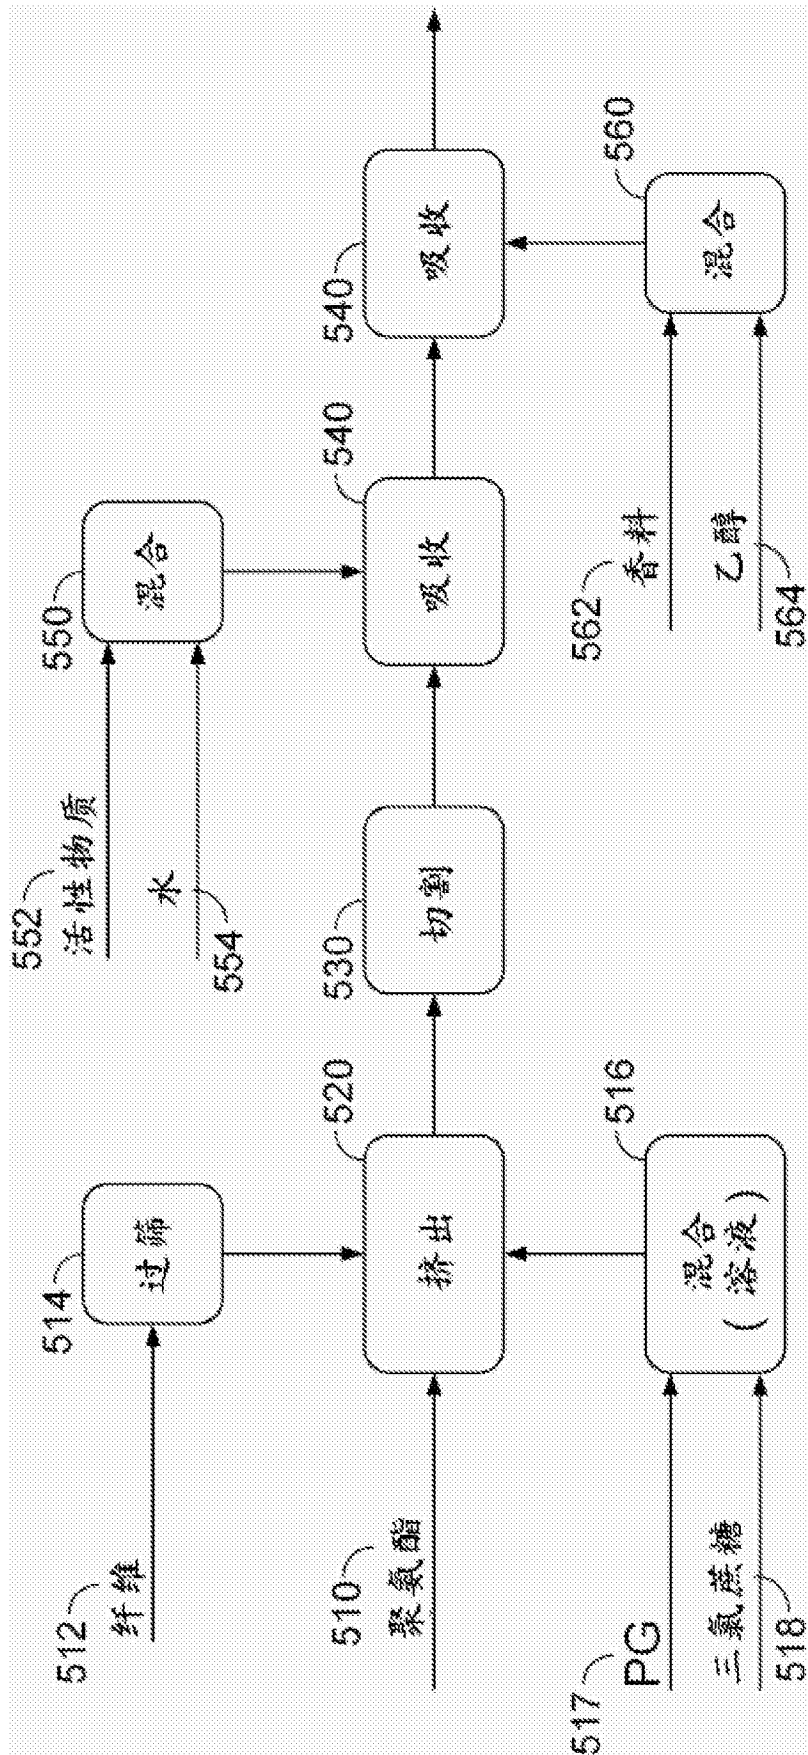 512
纤维
514
过筛
510
聚氨酯
520
挤出
517
PG
三氯蔗糖
518
516
混合
(溶液)
530
切割
552
活性物质
水
554
550
混合
540
吸收
540
吸收
562
香料
乙醇
564
560
混合